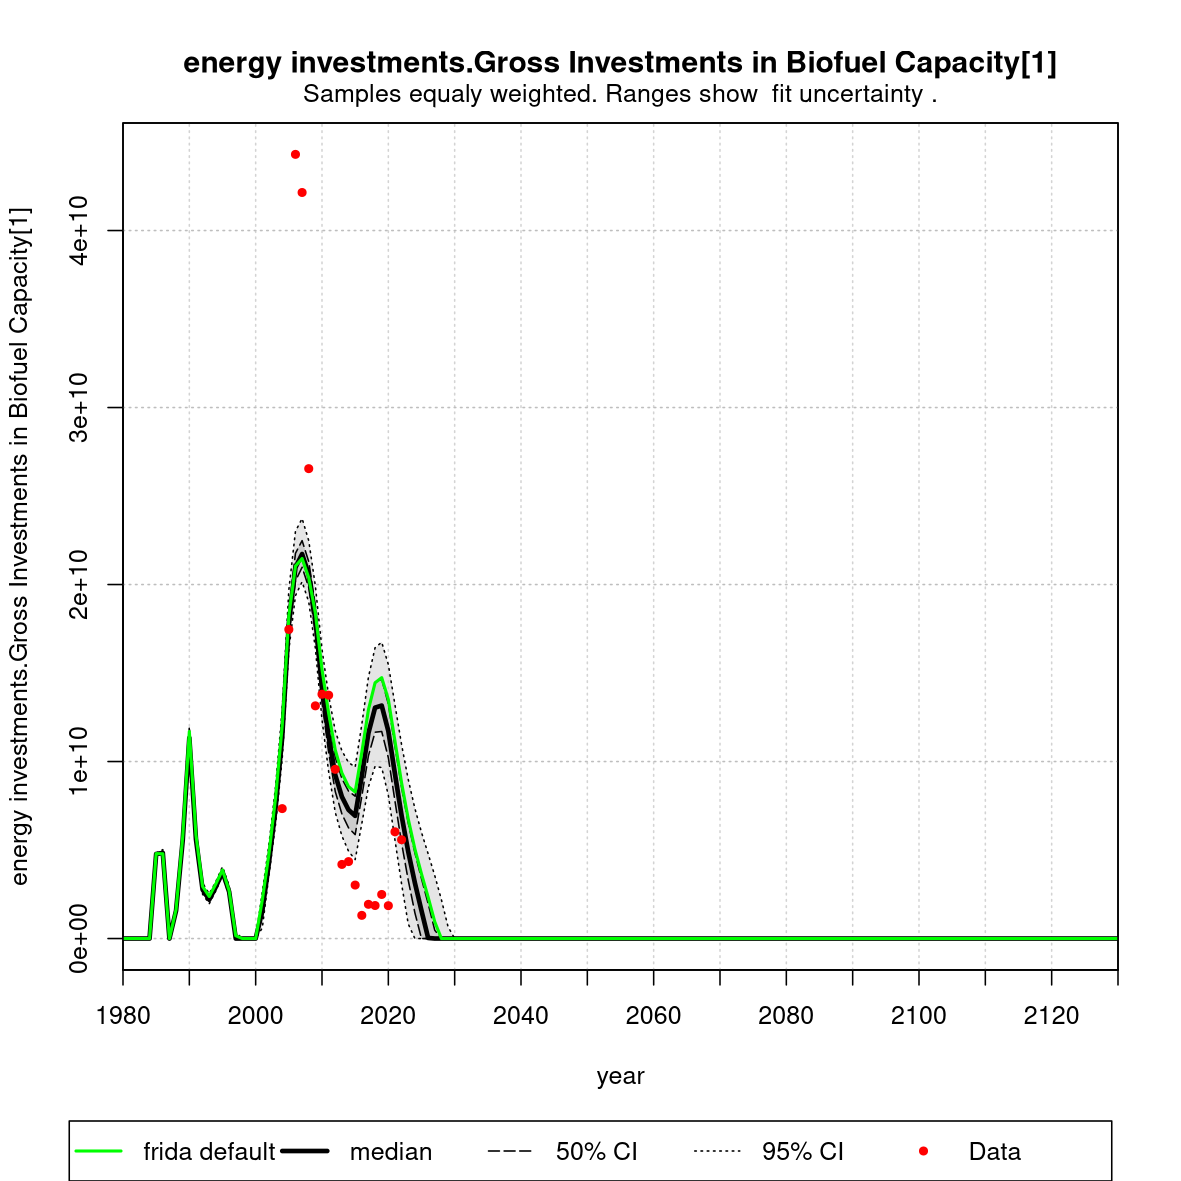 energy investments.Gross Investments in Biofuel Capacity[1]
Samples equaly weighted. Ranges show  fit uncertainty .
energy investments.Gross Investments in Biofuel Capacity[1]
4e+10
3e+10
2e+10
1e+10
0e+00
1980 2000 2020 2040 2060 2080 2100 2120
year
frida default median 50% CI 95% CI Data